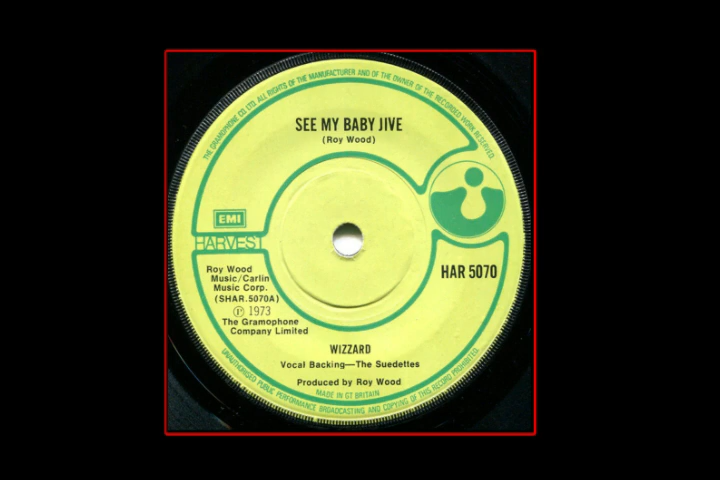 THE GRAMOPHONE CO LTD. ALL RIGHTS OF THE MANUFACTURER AND OF THE OWNER OF THE RECORDED WORK RESERVED
SEE MY BABY JIVE
(Roy Wood)
EMI
HARVEST
HAR 5070
Roy Wood
Music/Carlin
Music Corp.
(SHAR.5070A)
Ⓟ 1973
The Gramophone
Company Limited
WIZZARD
Vocal Backing—The Suedettes
Produced by Roy Wood
MADE IN GT BRITAIN
UNAUTHORISED PUBLIC PERFORMANCE BROADCASTING AND COPYING OF THIS RECORD PROHIBITED